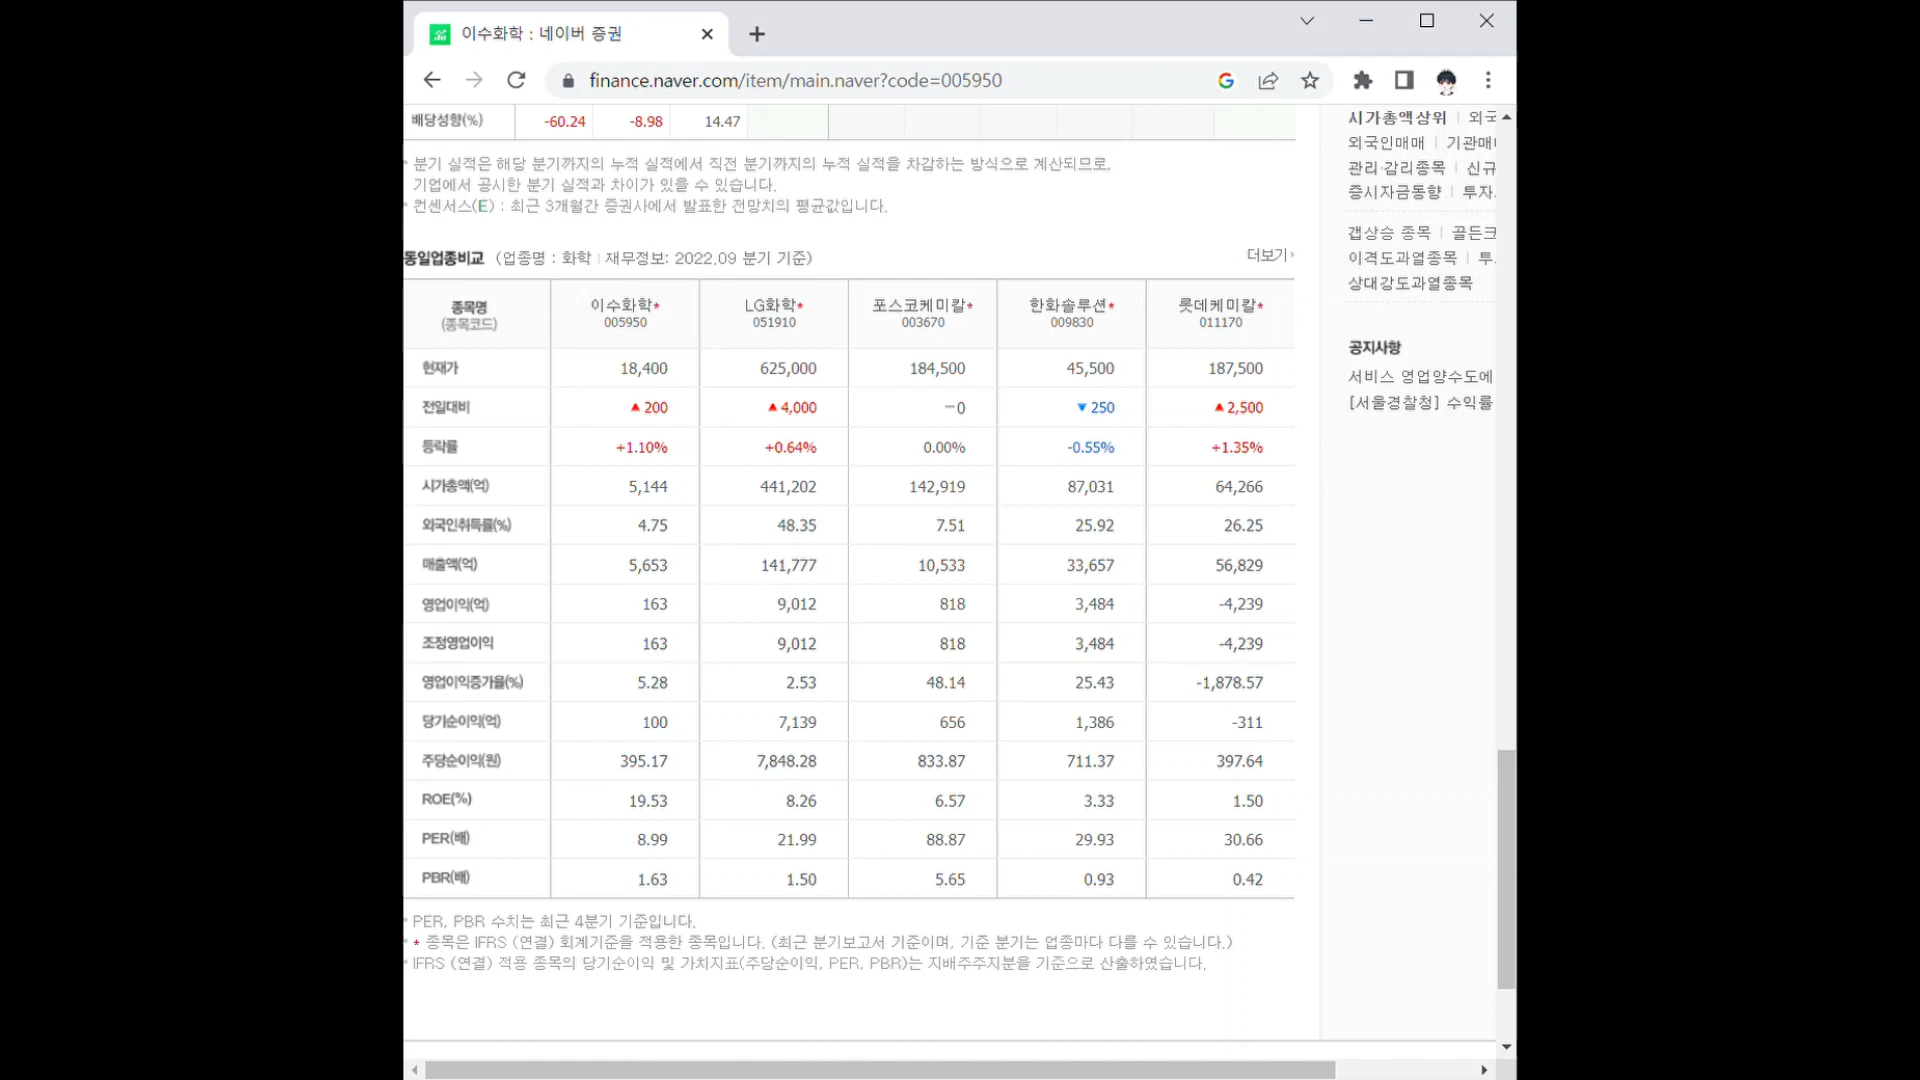 이수화학 : 네이버 증권
finance.naver.com/item/main.naver?code=005950
배당성향(%) -60.24 -8.98 14.47
* 분기 실적은 해당 분기까지의 누적 실적에서 직전 분기까지의 누적 실적을 차감하는 방식으로 계산되므로,
기업에서 공시한 분기 실적과 차이가 있을 수 있습니다.
* 컨센서스(E) : 최근 3개월간 증권사에서 발표한 전망치의 평균값입니다.
동일업종비교 (업종명 : 화학 | 재무정보: 2022.09 분기 기준) 더보기
종목명 이수화학* LG화학* 포스코케미칼* 한화솔루션* 롯데케미칼*
(종목코드) 005950 051910 003670 009830 011170
현재가 18,400 625,000 184,500 45,500 187,500
전일대비 ▲200 ▲4,000 －0 ▼250 ▲2,500
등락률 +1.10% +0.64% 0.00% -0.55% +1.35%
시가총액(억) 5,144 441,202 142,919 87,031 64,266
외국인취득률(%) 4.75 48.35 7.51 25.92 26.25
매출액(억) 5,653 141,777 10,533 33,657 56,829
영업이익(억) 163 9,012 818 3,484 -4,239
조정영업이익 163 9,012 818 3,484 -4,239
영업이익증가율(%) 5.28 2.53 48.14 25.43 -1,878.57
당기순이익(억) 100 7,139 656 1,386 -311
주당순이익(원) 395.17 7,848.28 833.87 711.37 397.64
ROE(%) 19.53 8.26 6.57 3.33 1.50
PER(배) 8.99 21.99 88.87 29.93 30.66
PBR(배) 1.63 1.50 5.65 0.93 0.42
* PER, PBR 수치는 최근 4분기 기준입니다.
* * 종목은 IFRS (연결) 회계기준을 적용한 종목입니다. (최근 분기보고서 기준이며, 기준 분기는 업종마다 다를 수 있습니다.)
* IFRS (연결) 적용 종목의 당기순이익 및 가치지표(주당순이익, PER, PBR)는 지배주주지분을 기준으로 산출하였습니다.
시가총액상위 | 외국
외국인매매 | 기관매
관리·감리종목 | 신규
증시자금동향 | 투자
갭상승 종목 | 골든크
이격도과열종목 | 투
상대강도과열종목
공지사항
서비스 영업양수도에
[서울경찰청] 수익률